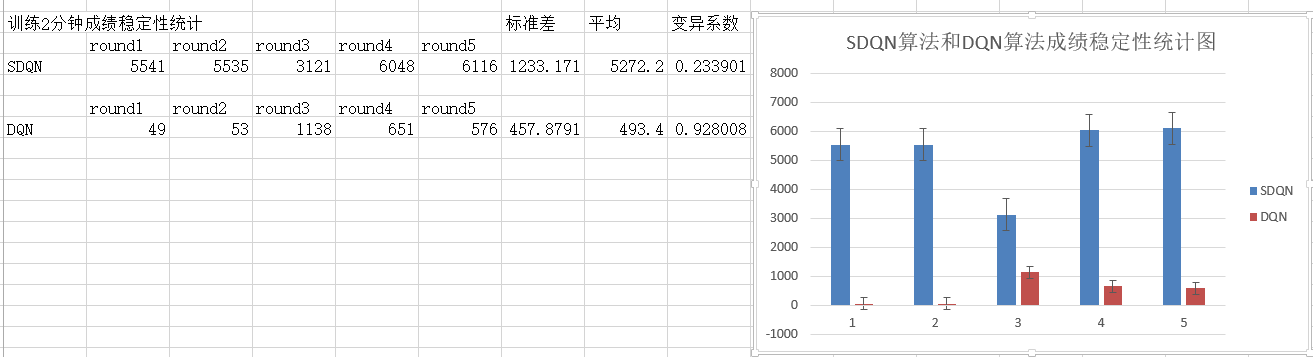 训练2分钟成绩稳定性统计 标准差 平均 变异系数
round1 round2 round3 round4 round5
SDQN 5541 5535 3121 6048 6116 1233.171 5272.2 0.233901
round1 round2 round3 round4 round5
DQN 49 53 1138 651 576 457.8791 493.4 0.928008
SDQN算法和DQN算法成绩稳定性统计图
8000
7000
6000
5000
4000
3000
2000
1000
0
-1000
1 2 3 4 5
SDQN
DQN